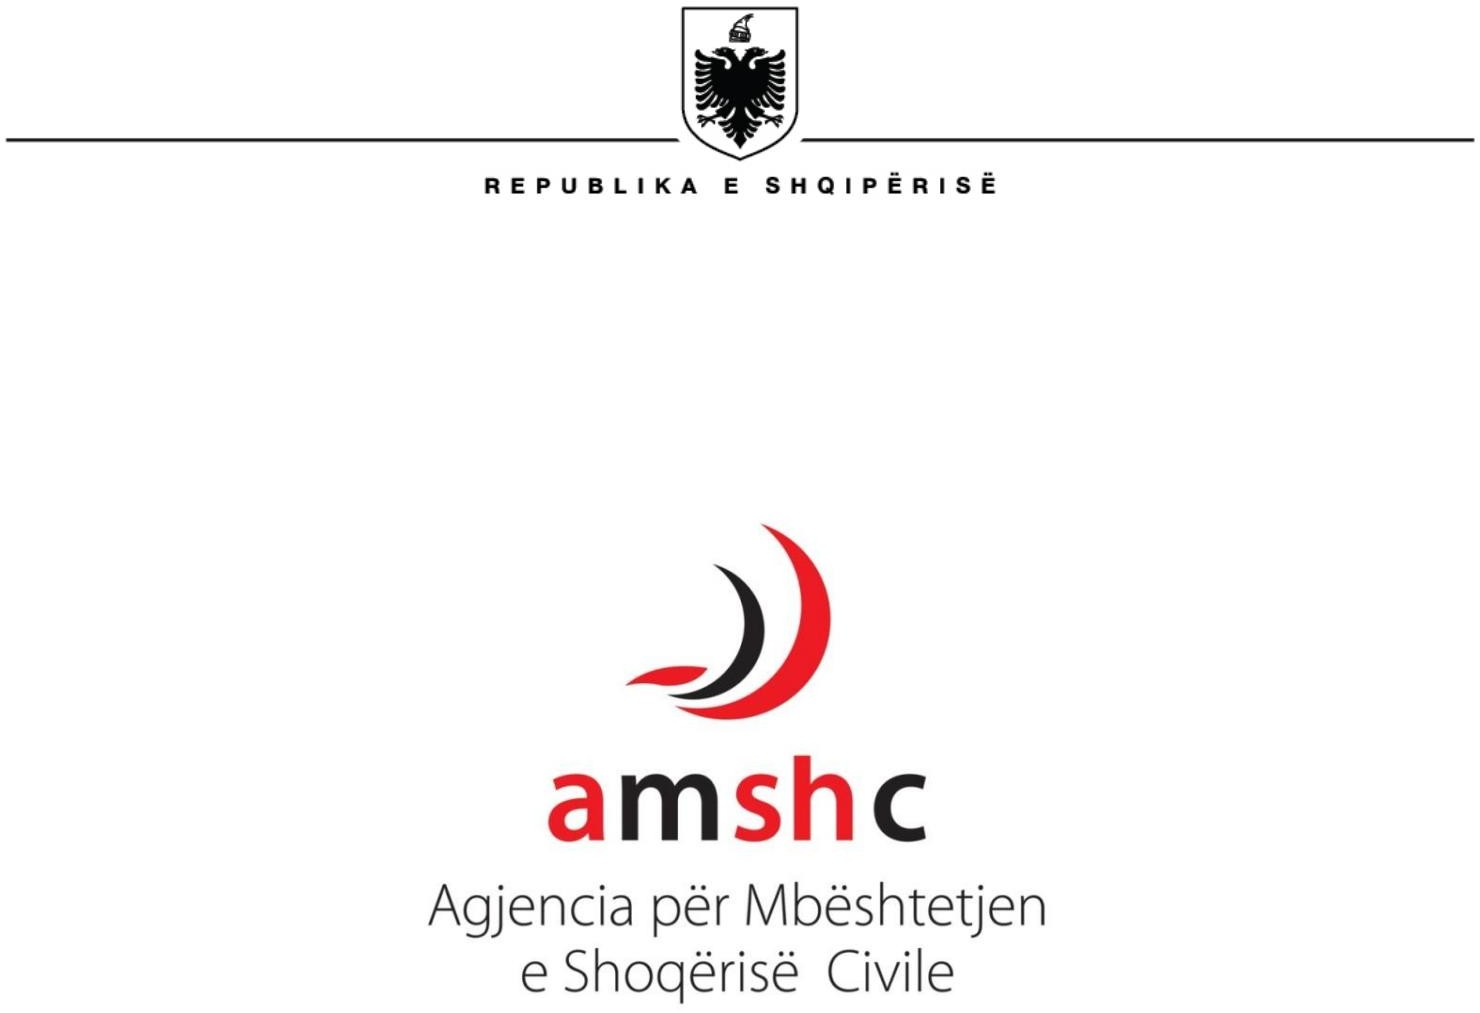 REPUBLIKA E SHQIPËRISË
amshc
Agjencia për Mbështetjen
e Shoqërisë Civile